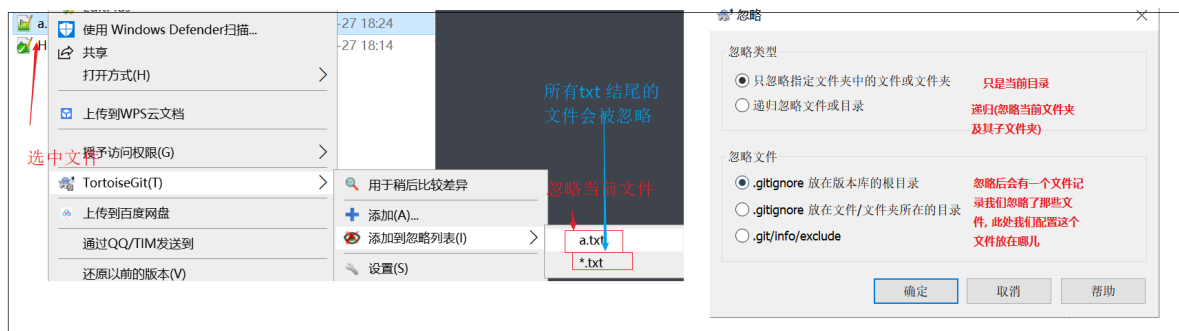 a.
使用 Windows Defender扫描...
-27 18:24
H
共享
-27 18:14
打开方式(H)
上传到WPS云文档
选中文件
授予访问权限(G)
TortoiseGit(T)
上传到百度网盘
通过QQ/TIM发送到
还原以前的版本(V)
用于稍后比较差异
添加(A)...
添加到忽略列表(I)
设置(S)
所有txt 结尾的
文件会被忽略
忽略当前文件
a.txt
*.txt
忽略
忽略类型
只忽略指定文件夹中的文件或文件夹
只是当前目录
递归忽略文件或目录
递归(忽略当前文件夹
及其子文件夹)
忽略文件
.gitignore 放在版本库的根目录
.gitignore 放在文件/文件夹所在的目录
.git/info/exclude
忽略后会有一个文件记
录我们忽略了那些文
件, 此处我们配置这个
文件放在哪儿
确定
取消
帮助